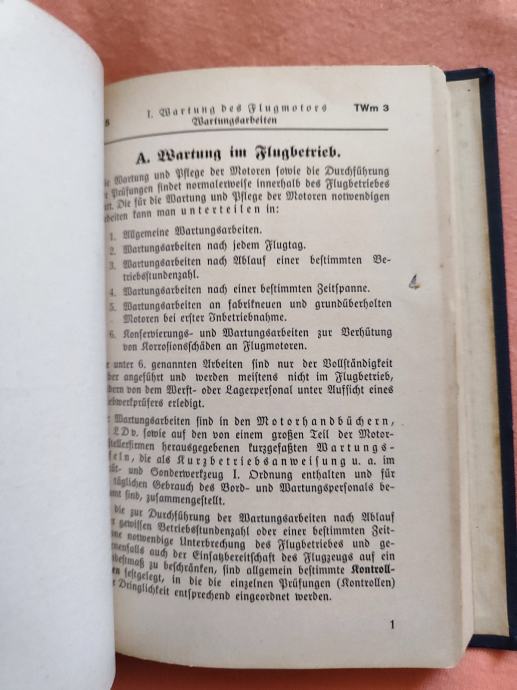 5 I. Wartung des Flugmotors TWm 3
Wartungsarbeiten
A. Wartung im Flugbetrieb.
Wartung und Pflege der Motoren sowie die Durchführung
Prüfungen findet normalerweise innerhalb des Flugbetriebes
Die für die Wartung und Pflege der Motoren notwendigen
kann man unterteilen in:
1. Allgemeine Wartungsarbeiten.
2. Wartungsarbeiten nach jedem Flugtag.
3. Wartungsarbeiten nach Ablauf einer bestimmten Be-
triebsstundenzahl.
4. Wartungsarbeiten nach einer bestimmten Zeitspanne.
5. Wartungsarbeiten an fabrikneuen und grundüberholten
Motoren bei erster Inbetriebnahme.
6. Konservierungs- und Wartungsarbeiten zur Verhütung
von Korrosionsschäden an Flugmotoren.
unter 6. genannten Arbeiten sind nur der Vollständigkeit
angeführt und werden meistens nicht im Flugbetrieb,
von dem Werft- oder Lagerpersonal unter Aufsicht eines
erledigt.
Wartungsarbeiten sind in den Motorhandbüchern,
L.Dv. sowie auf den von einem großen Teil der Motor-
herausgegebenen kurzgefaßten Wartungs-
die als Kurzbetriebsanweisung u. a. im
und Sonderwerkzeug I. Ordnung enthalten und für
täglichen Gebrauch des Bord- und Wartungspersonals be-
sind, zusammengestellt.
die zur Durchführung der Wartungsarbeiten nach Ablauf
gewissen Betriebsstundenzahl oder einer bestimmten Zeit-
notwendige Unterbrechung des Flugbetriebes und ge-
auch der Einsatzbereitschaft des Flugzeugs auf ein
zu beschränken, sind allgemein bestimmte Kontroll-
festgelegt, in die die einzelnen Prüfungen (Kontrollen)
Dringlichkeit entsprechend eingeordnet werden.
1